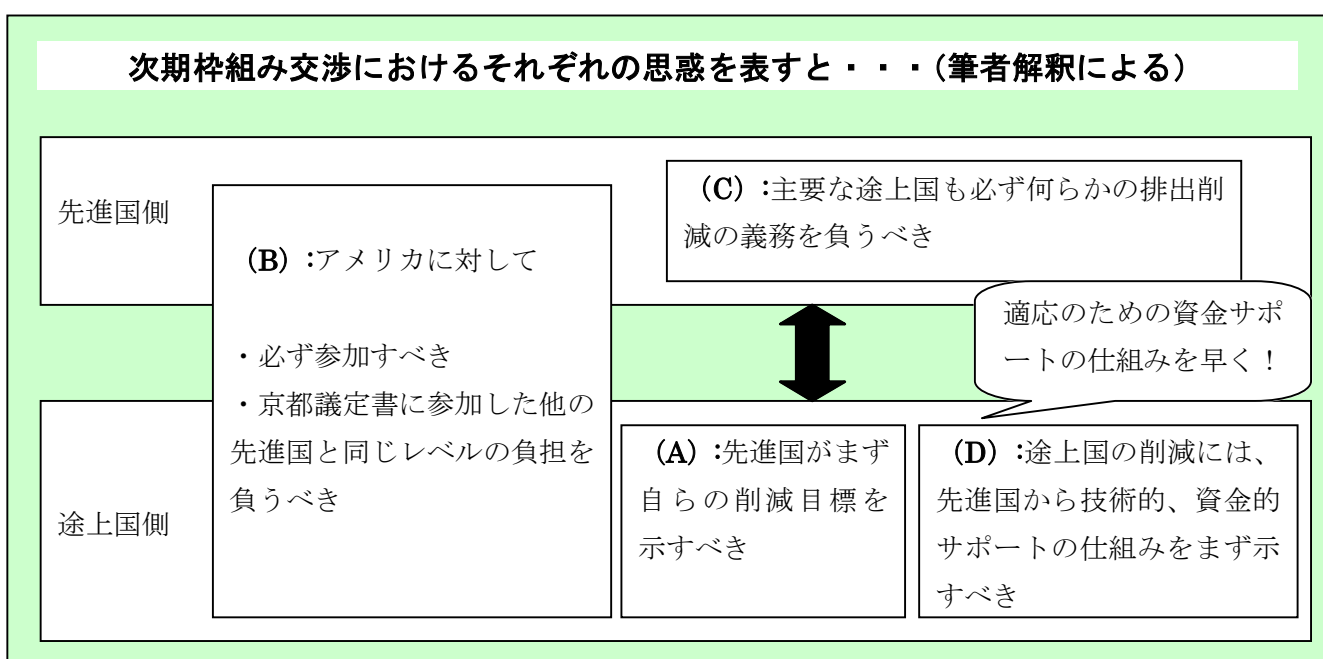 次期枠組み交渉におけるそれぞれの思惑を表すと・・・(筆者解釈による)
先進国側
(B):アメリカに対して
・必ず参加すべき
・京都議定書に参加した他の
先進国と同じレベルの負担を
負うべき
(C):主要な途上国も必ず何らかの排出削
減の義務を負うべき
適応のための資金サポ
ートの仕組みを早く！
途上国側
(A):先進国がまず
自らの削減目標を
示すべき
(D):途上国の削減には、
先進国から技術的、資金的
サポートの仕組みをまず示
すべき